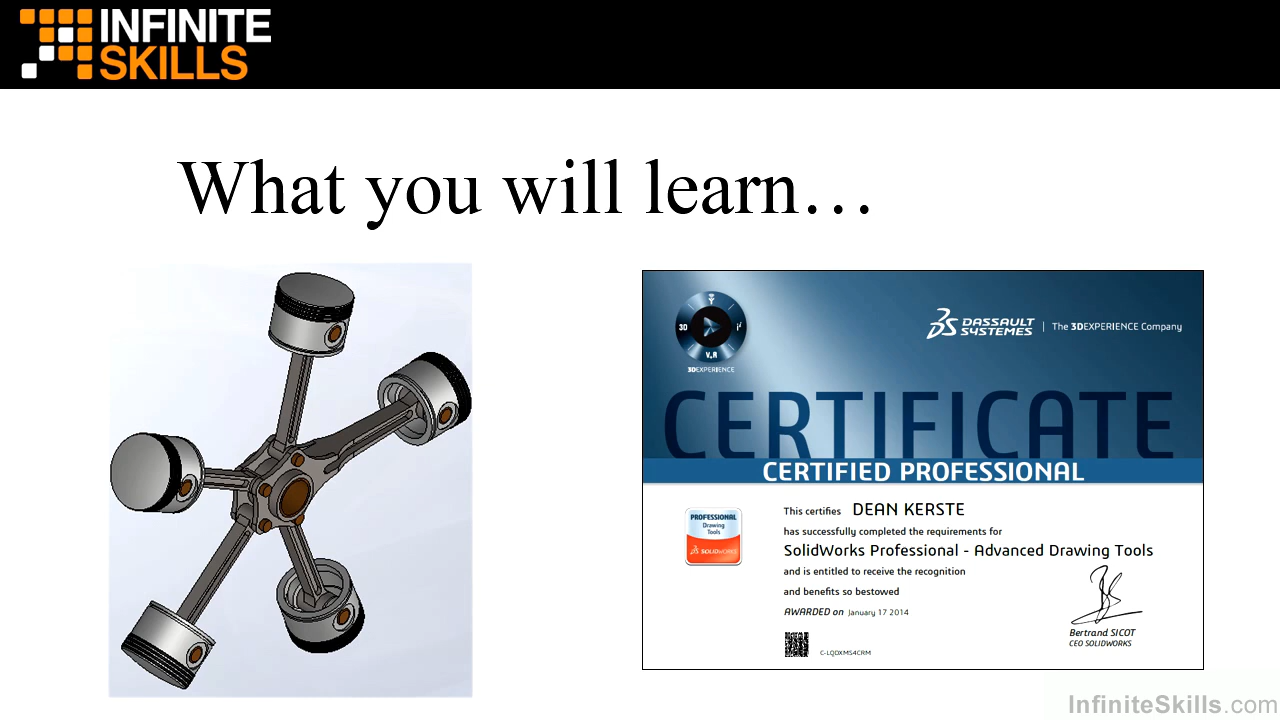 INFINITE
SKILLS
What you will learn…
3D
V,R
3DEXPERIENCE
DASSAULT SYSTEMES | The 3DEXPERIENCE Company
CERTIFICATE
CERTIFIED PROFESSIONAL
PROFESSIONAL
Drawing
Tools
SOLIDWORKS
This certifies DEAN KERSTE
has successfully completed the requirements for
SolidWorks Professional - Advanced Drawing Tools
and is entitled to receive the recognition
and benefits so bestowed
AWARDED on January 17 2014
Bertrand SICOT
CEO SOLIDWORKS
C-LQDXMS4CRM
InfiniteSkills.com